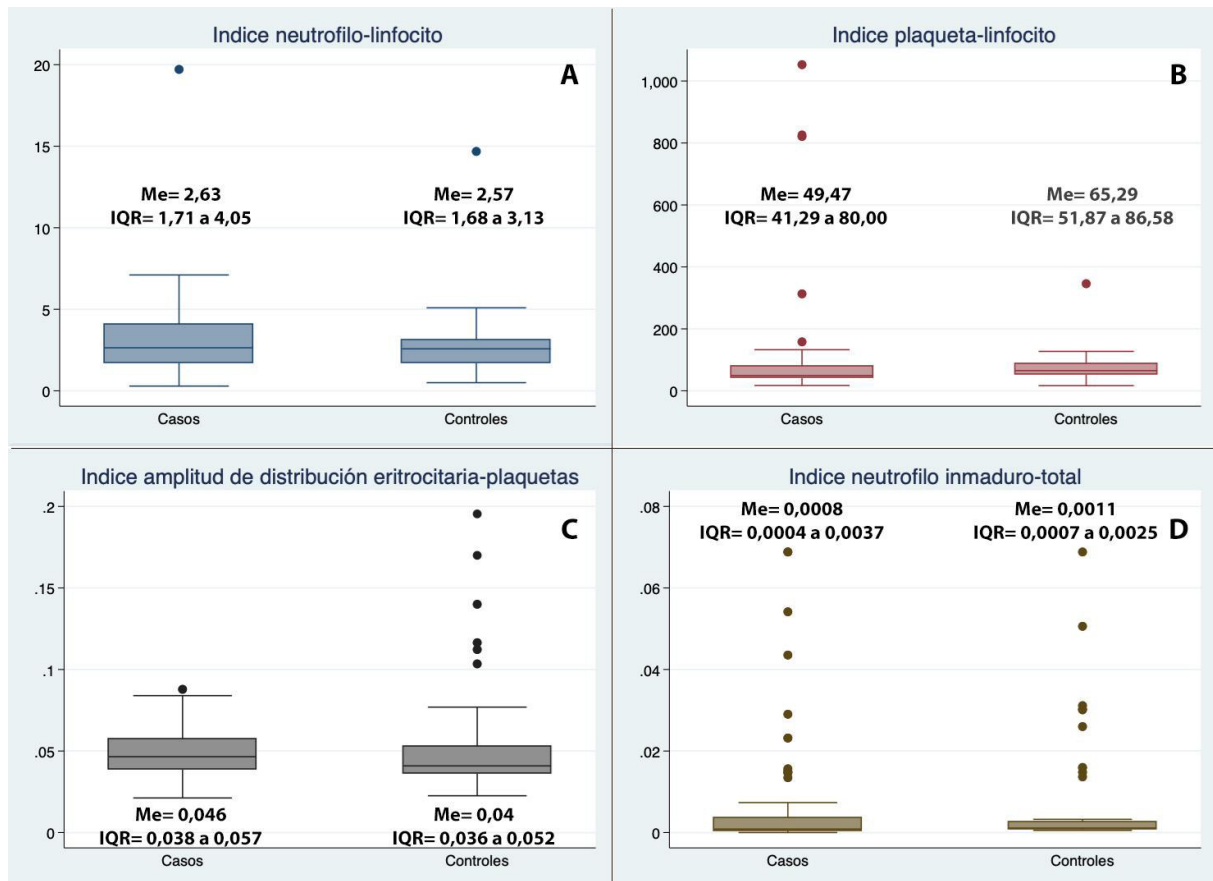 Indice neutrofilo-linfocito
A
20
15
10
5
0
Me= 2,63
IQR= 1,71 a 4,05
Me= 2,57
IQR= 1,68 a 3,13
Casos
Controles
Indice plaqueta-linfocito
B
1,000
800
600
400
200
0
Me= 49,47
IQR= 41,29 a 80,00
Me= 65,29
IQR= 51,87 a 86,58
Casos
Controles
Indice amplitud de distribución eritrocitaria-plaquetas
C
.2
.15
.1
.05
0
Me= 0,046
IQR= 0,038 a 0,057
Me= 0,04
IQR= 0,036 a 0,052
Casos
Controles
Indice neutrofilo inmaduro-total
D
.08
.06
.04
.02
0
Me= 0,0008
IQR= 0,0004 a 0,0037
Me= 0,0011
IQR= 0,0007 a 0,0025
Casos
Controles